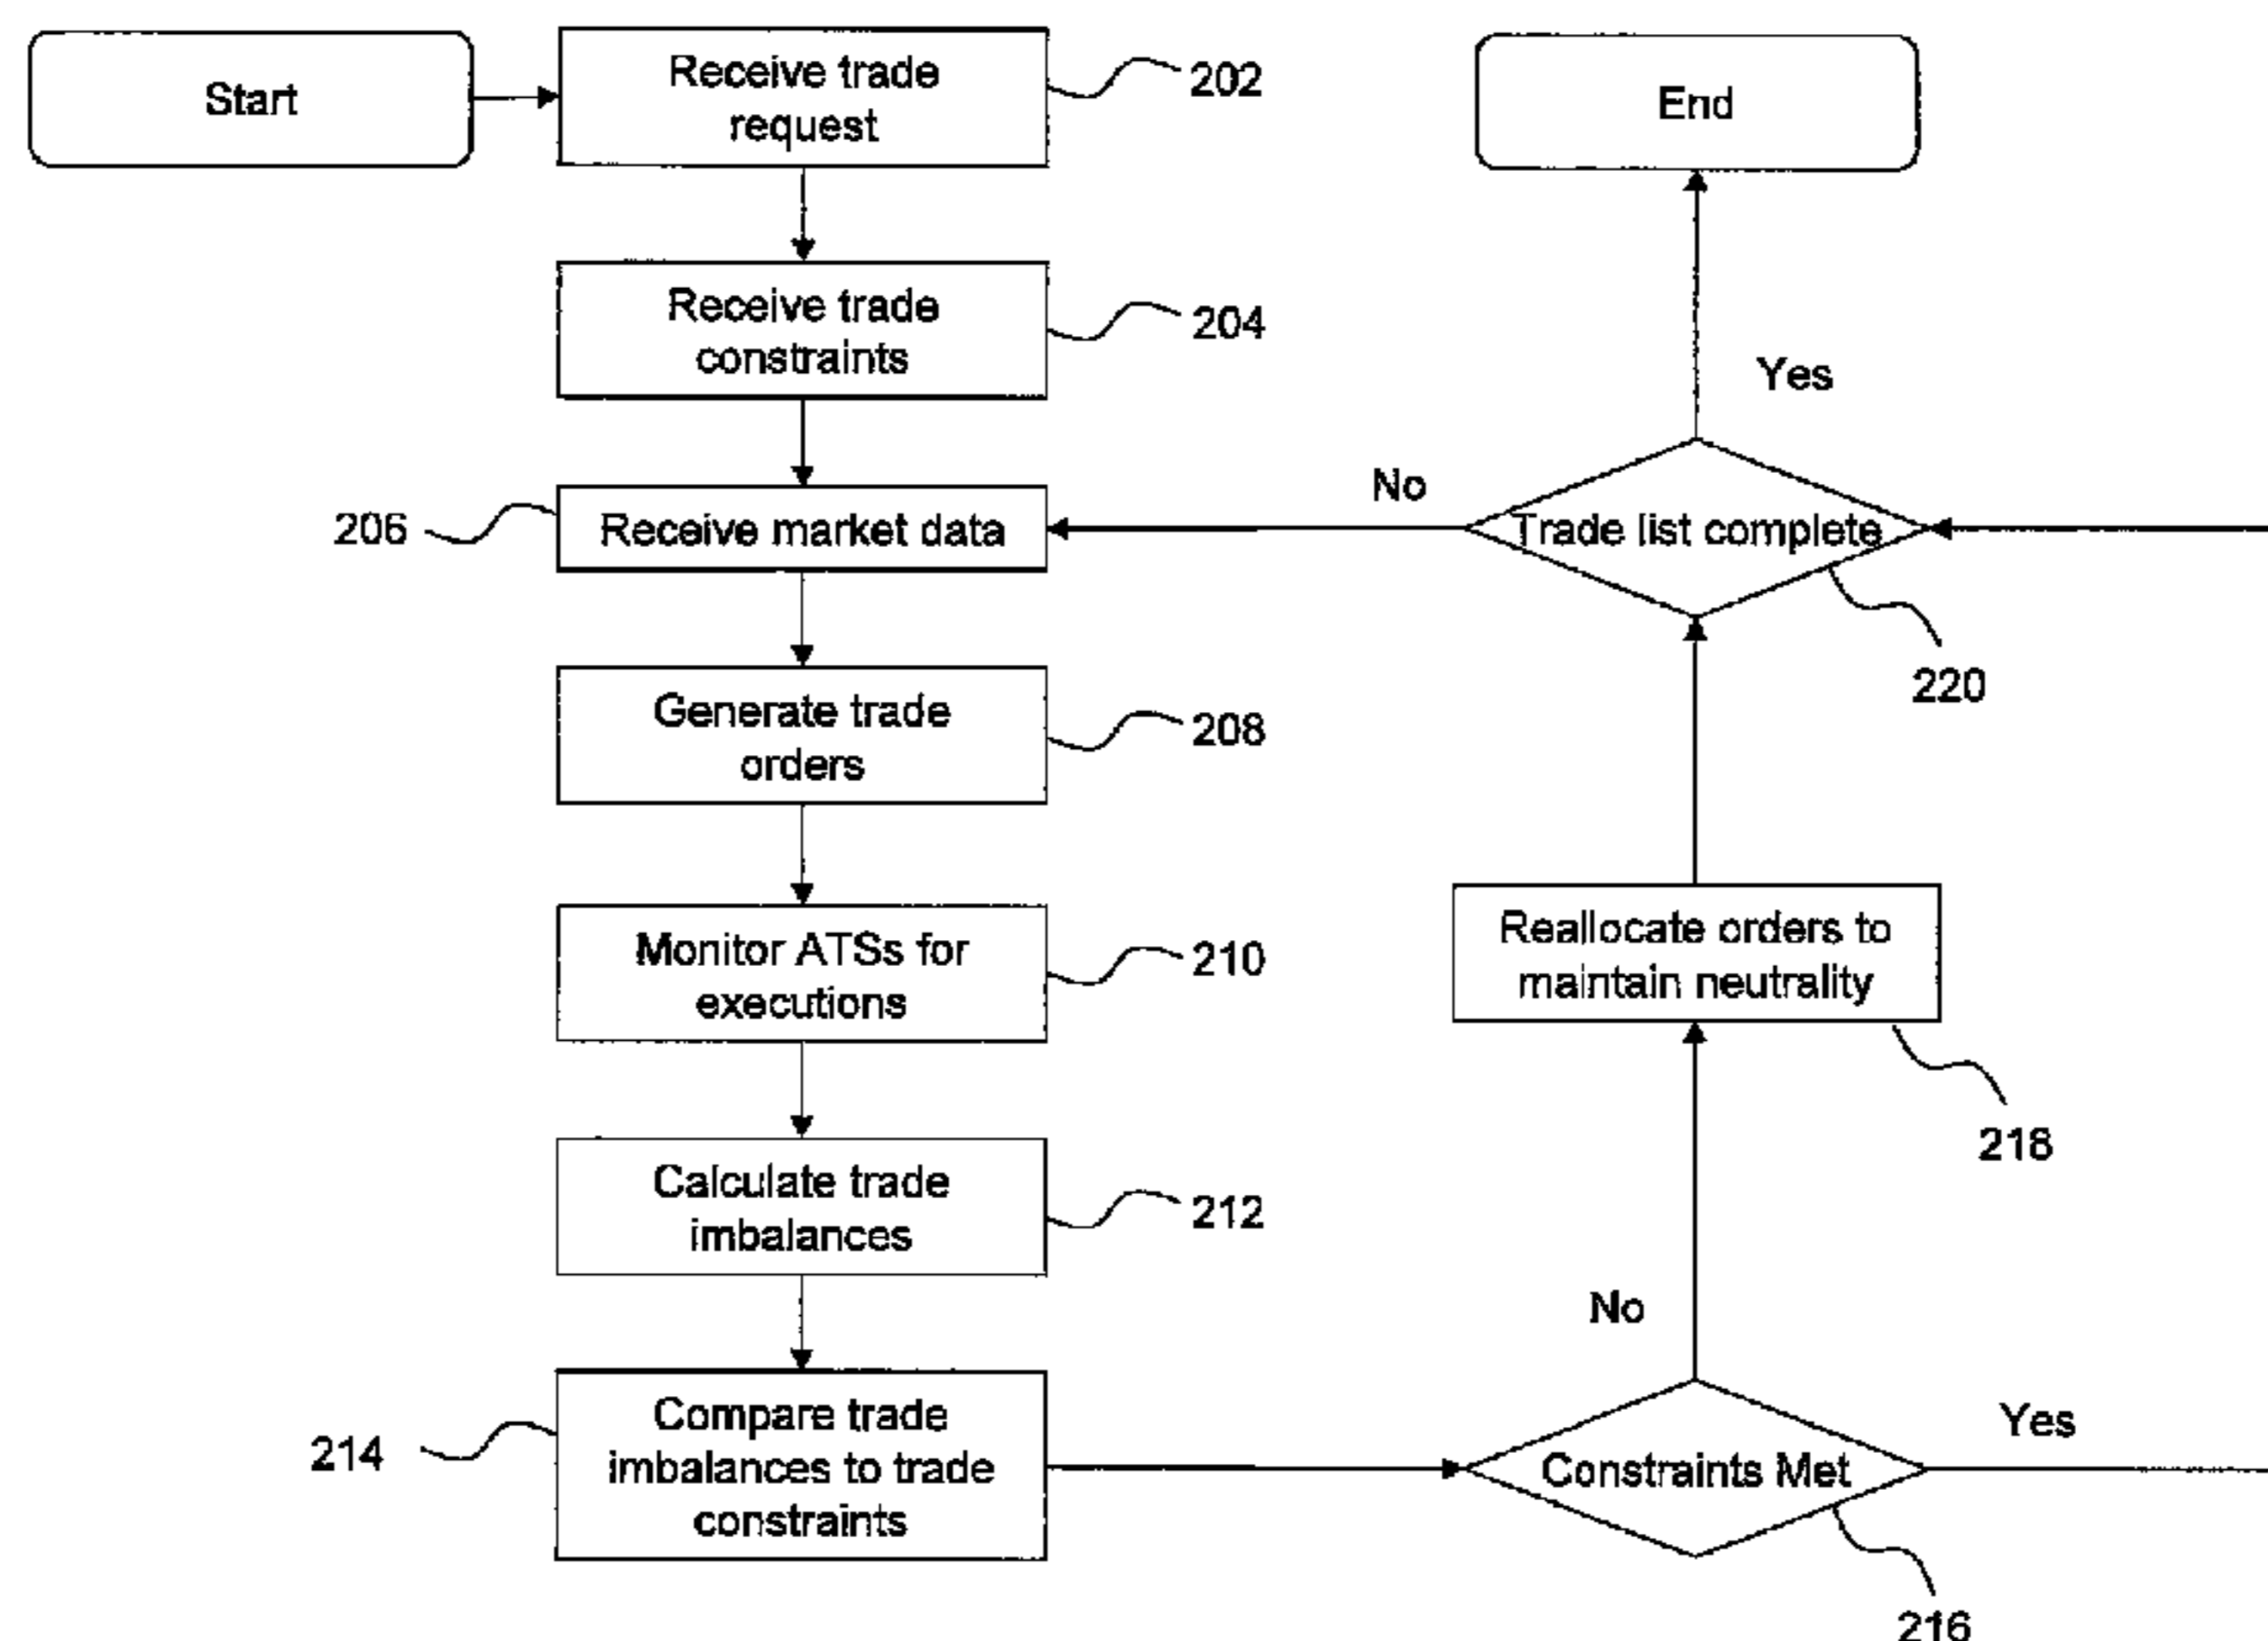 Start
Receive trade
request
202
End
Receive trade
constraints
204
Yes
No
206
Receive market data
Trade list complete
220
Generate trade
orders
208
Monitor ATSs for
executions
210
Reallocate orders to
maintain neutrality
218
Calculate trade
imbalances
212
No
Compare trade
imbalances to trade
constraints
214
Constraints Met
Yes
216